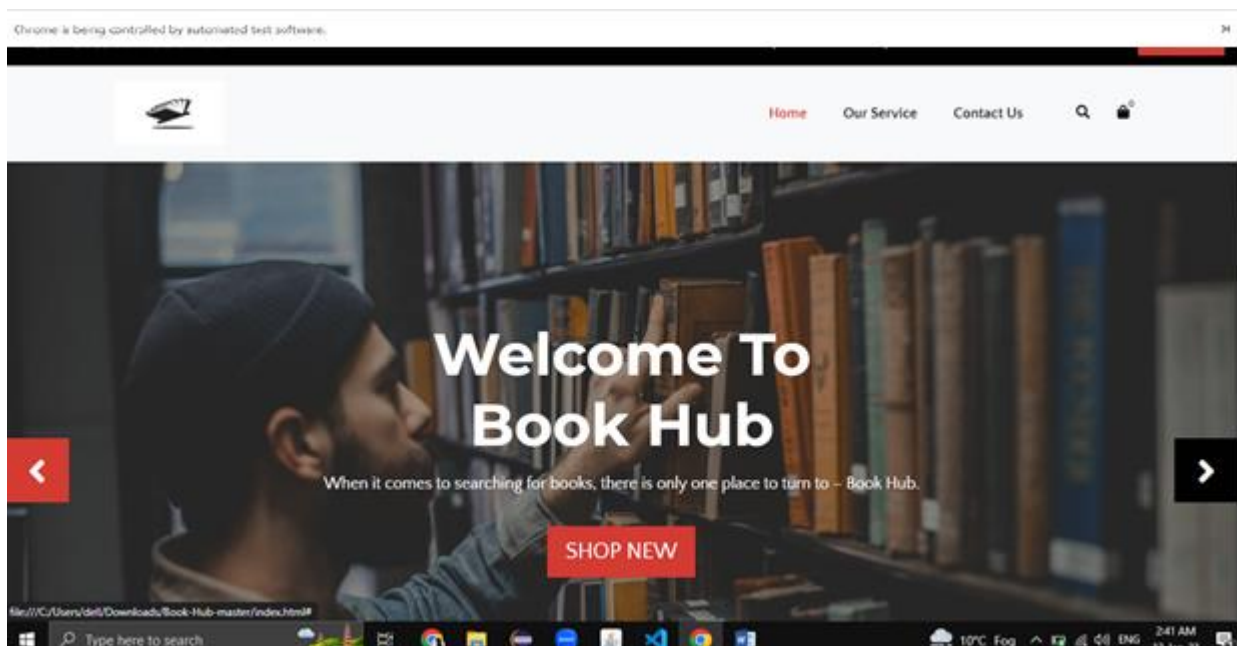 Chrome is being controlled by automated test software.
Home Our Service Contact Us 0
Welcome To
Book Hub
When it comes to searching for books, there is only one place to turn to – Book Hub.
SHOP NEW
file:///C:/Users/dell/Downloads/Book-Hub-master/index.html#
Type here to search 10°C Fog ENG 2:41 AM